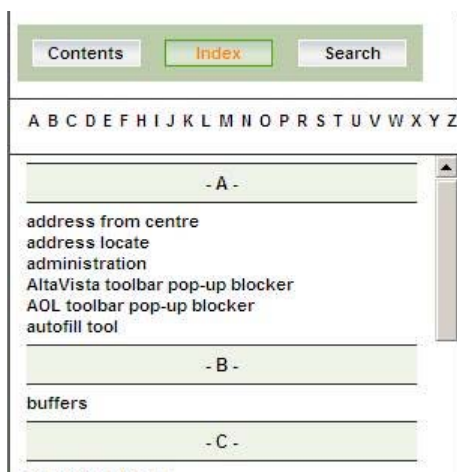 Contents Index Search
A B C D E F H I J K L M N O P R S T U V W X Y Z
- A -
address from centre
address locate
administration
AltaVista toolbar pop-up blocker
AOL toolbar pop-up blocker
autofill tool
- B -
buffers
- C -